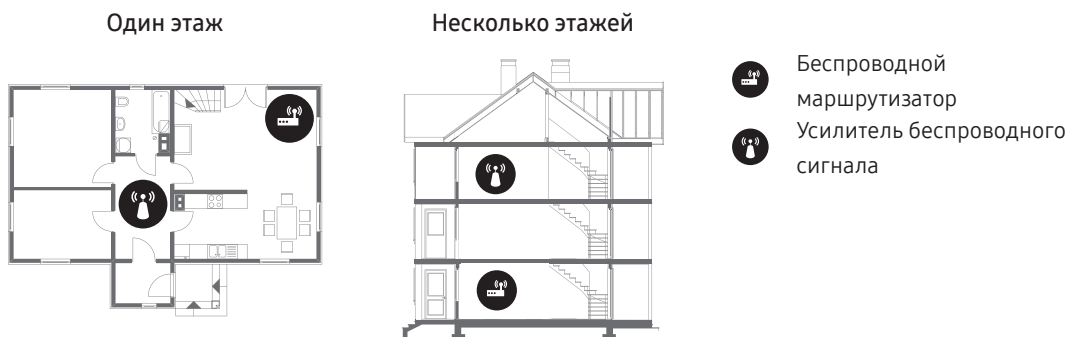 Один этаж
Несколько этажей
Беспроводной
маршрутизатор
Усилитель беспроводного
сигнала